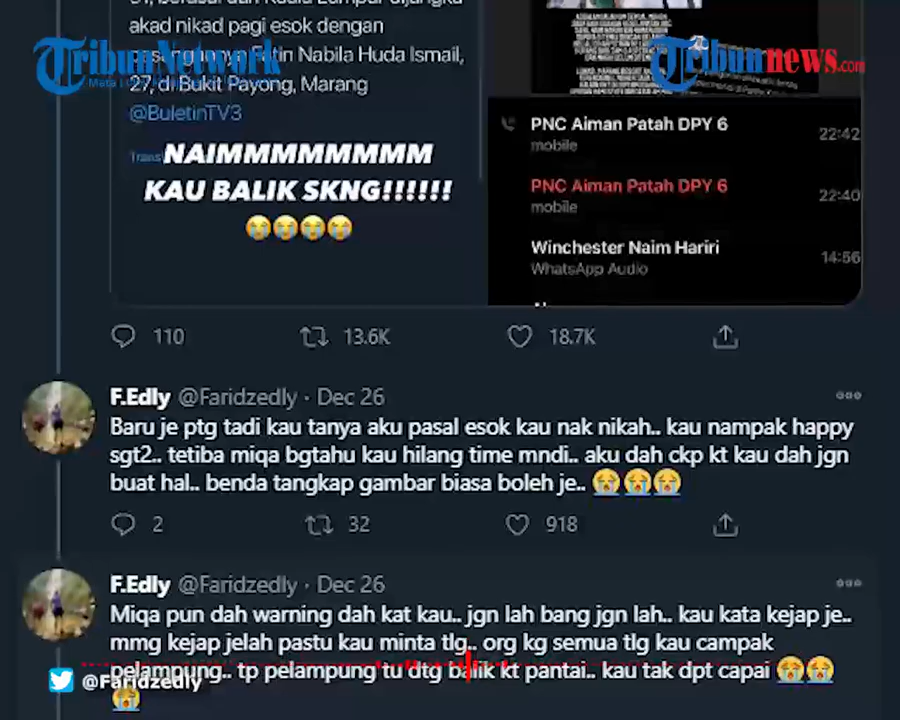 akad nikad pagi esok dengan
Nabila Huda Ismail,
27, di Bukit Payong, Marang
@BuletinTV3
NAIMMMMMMMM
KAU BALIK SKNG!!!!!! 
😭😭😭😭
Tribun Network
Tribunnews.com
PNC Aiman Patah DPY 6
mobile
22:42
PNC Aiman Patah DPY 6
mobile
22:40
Winchester Naim Hariri
WhatsApp Audio
14:56
110 13.6K 18.7K
F.Edly @Faridzedly · Dec 26
Baru je ptg tadi kau tanya aku pasal esok kau nak nikah.. kau nampak happy
sgt2.. tetiba miqa bgtahu kau hilang time mndi.. aku dah ckp kt kau dah jgn
buat hal.. benda tangkap gambar biasa boleh je.. 😭😭😭
2 32 918
F.Edly @Faridzedly · Dec 26
Miqa pun dah warning dah kat kau.. jgn lah bang jgn lah.. kau kata kejap je..
mmg kejap jelah pastu kau minta tlg.. org kg semua tlg kau campak
pelampung.. tp pelampung tu dtg balik kt pantai.. kau tak dpt capai 😭😭
😭
@Faridzedly